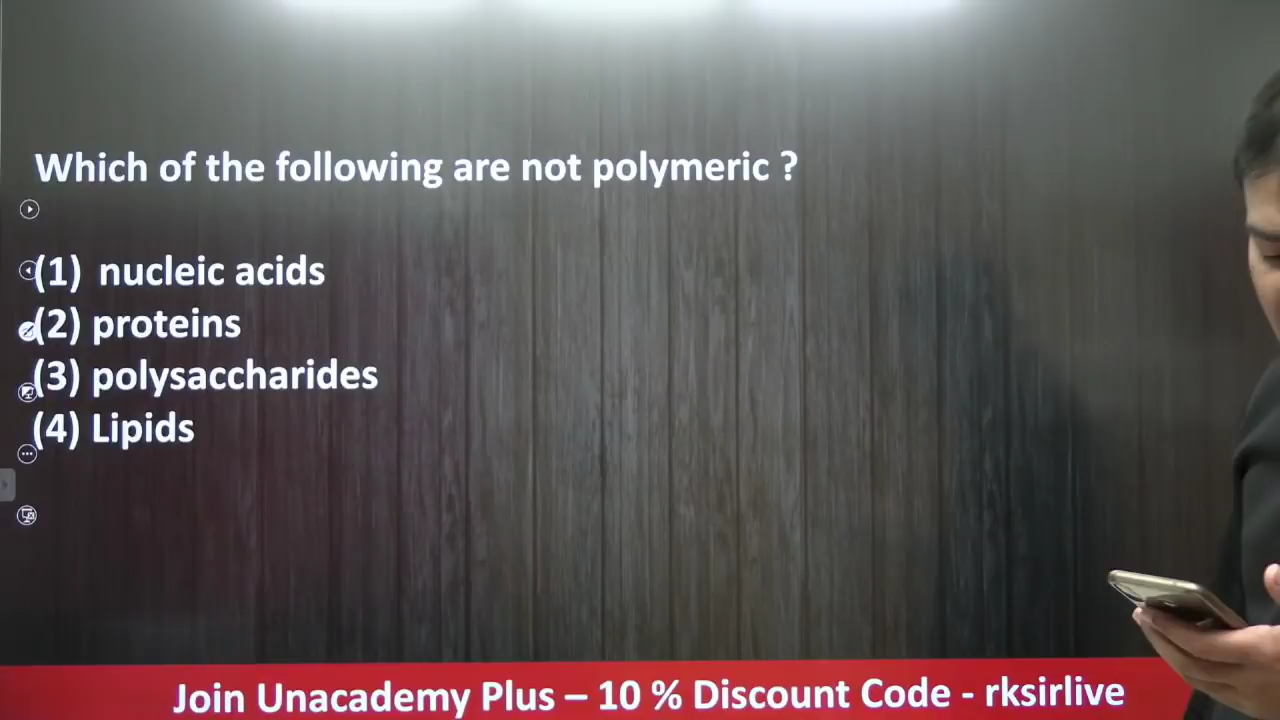 Which of the following are not polymeric ?
(1) nucleic acids
(2) proteins
(3) polysaccharides
(4) Lipids
Join Unacademy Plus – 10 % Discount Code - rksirlive